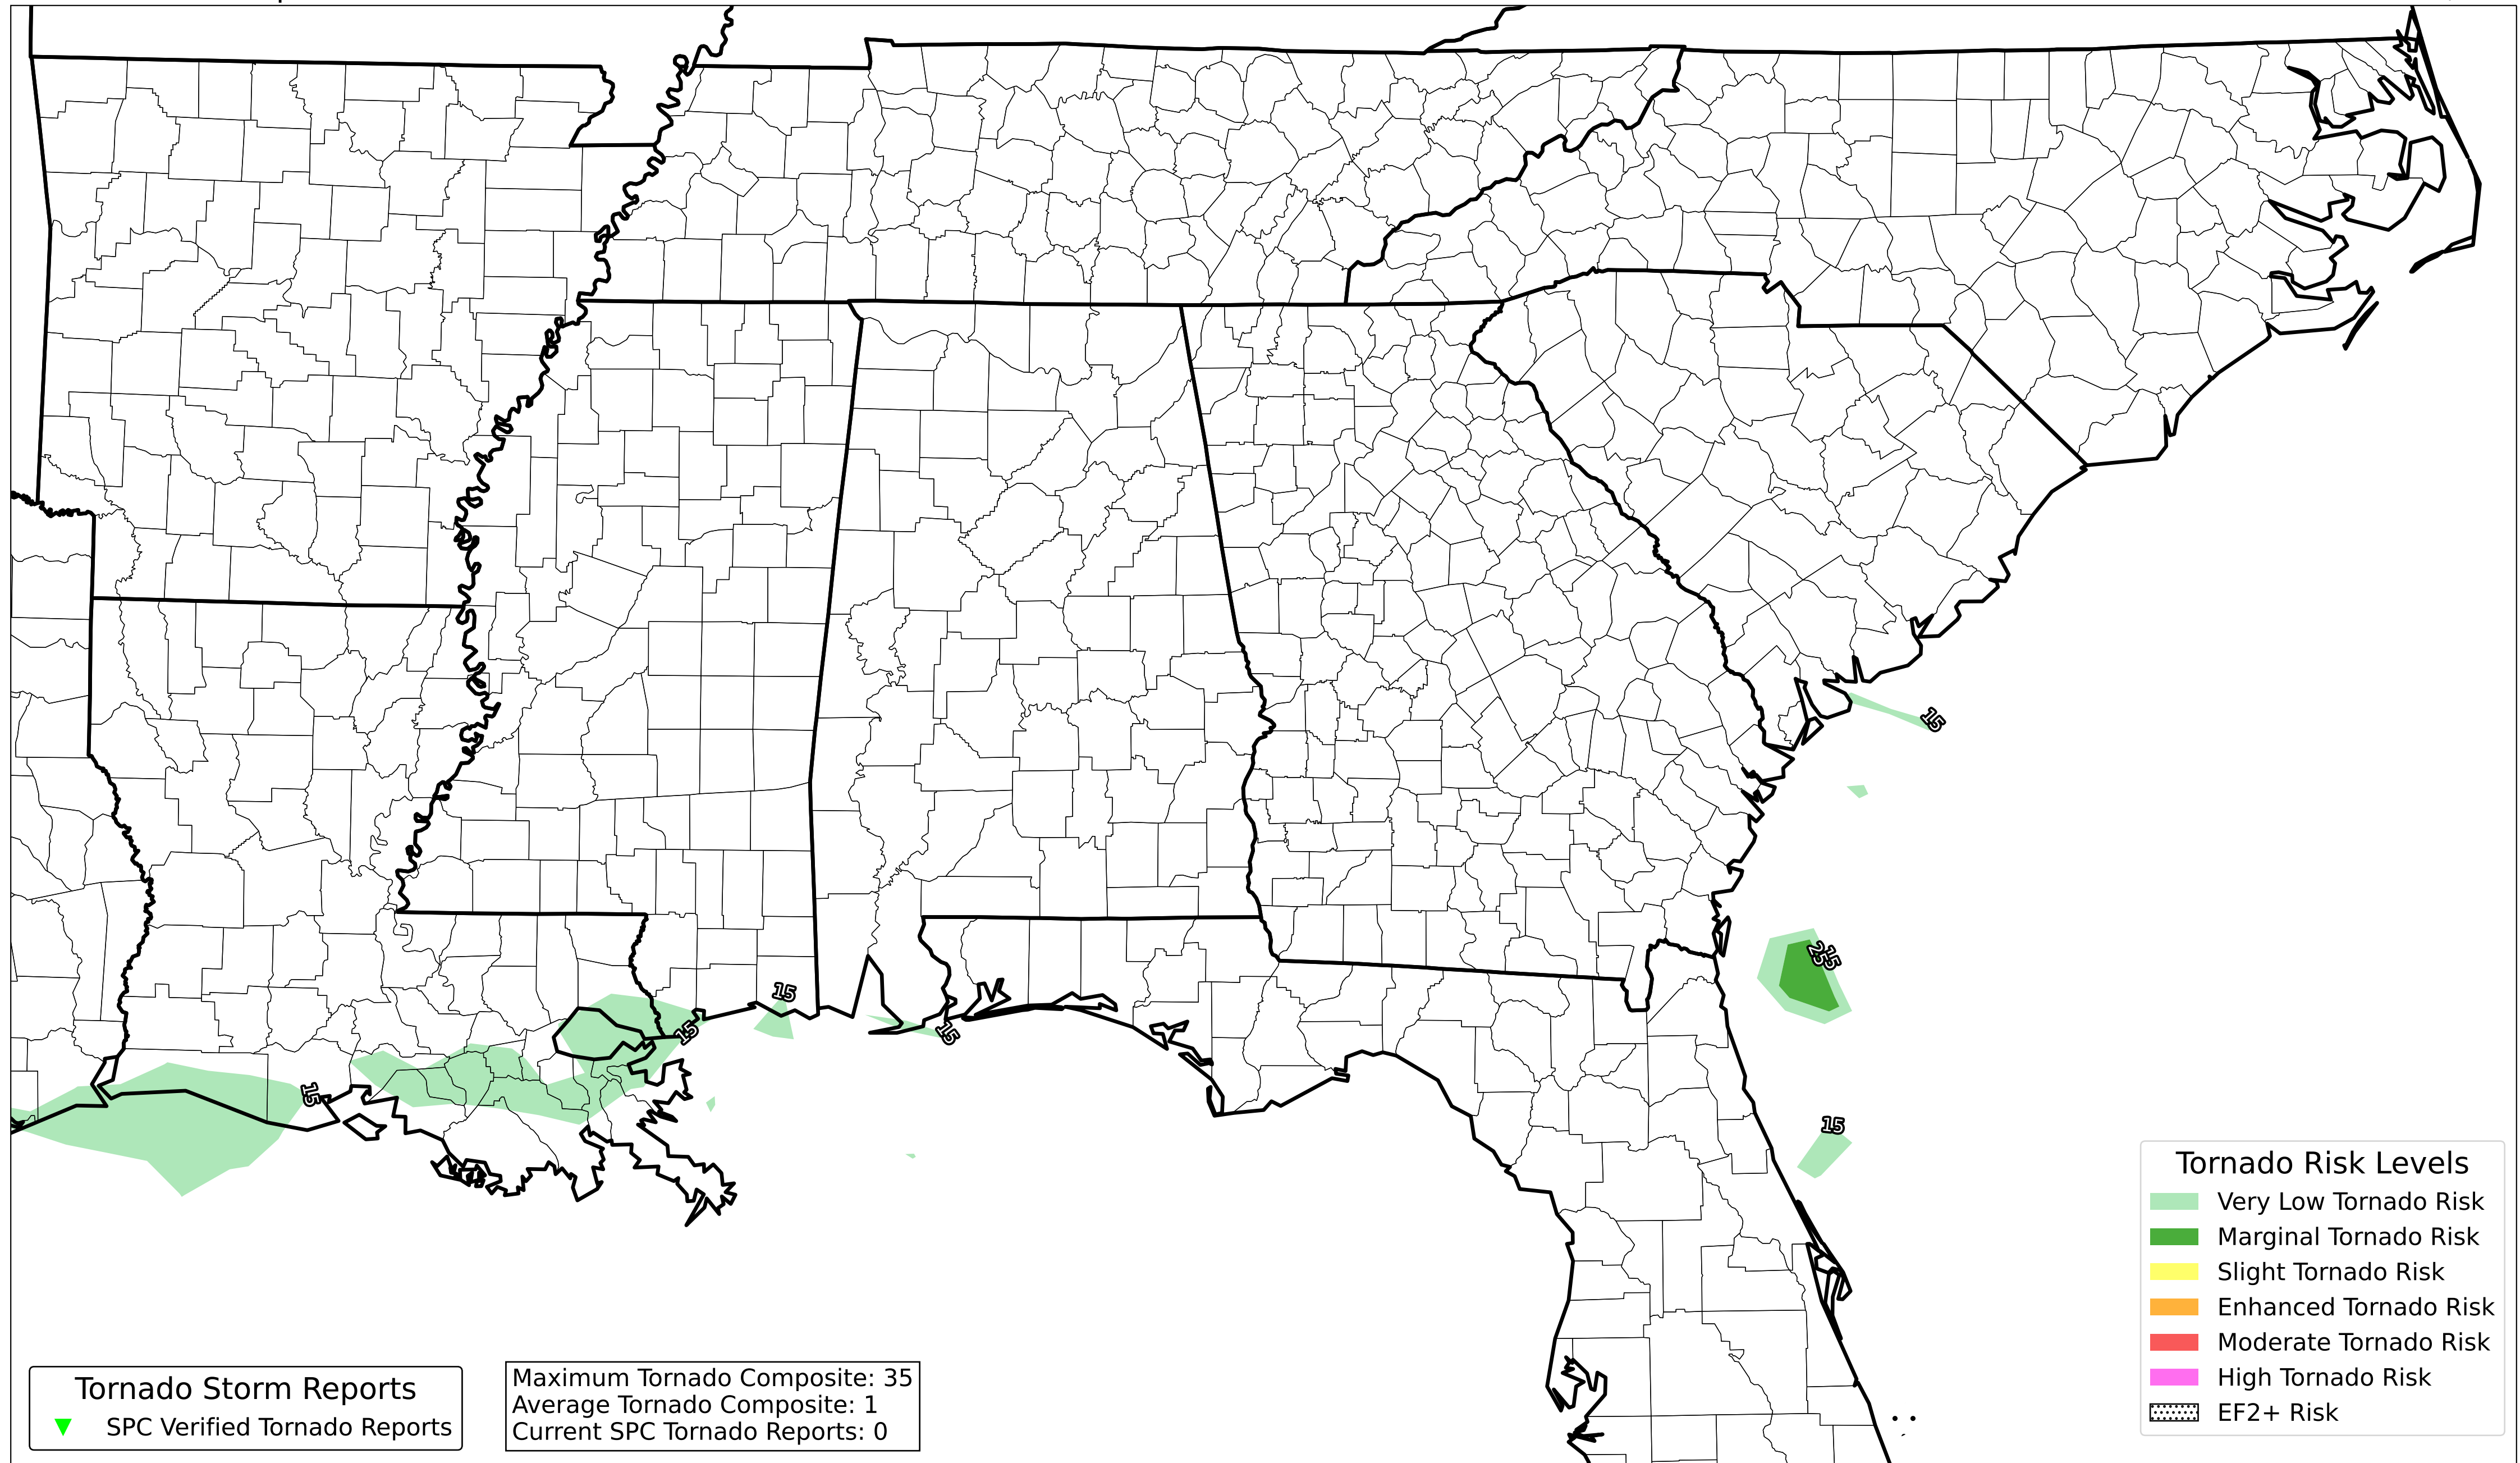 15
15
25
15
15
15
15
15
Tornado Risk Levels
Very Low Tornado Risk
Marginal Tornado Risk
Slight Tornado Risk
Enhanced Tornado Risk
Moderate Tornado Risk
High Tornado Risk
EF2+ Risk
Tornado Storm Reports
SPC Verified Tornado Reports
Maximum Tornado Composite: 35
Average Tornado Composite: 1
Current SPC Tornado Reports: 0